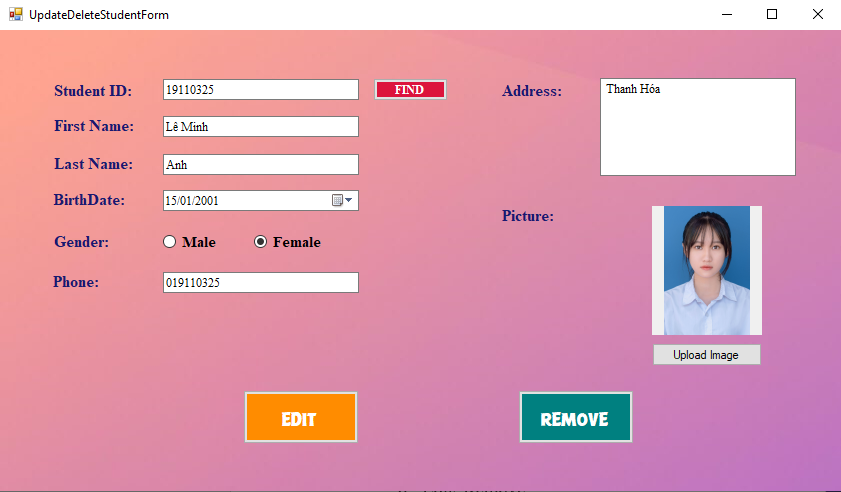 UpdateDeleteStudentForm
Student ID: 19110325 FIND
First Name: Lê Minh
Last Name: Anh
BirthDate: 15/01/2001
Gender: Male Female
Phone: 019110325
Address: Thanh Hóa
Picture:
Upload Image
EDIT REMOVE